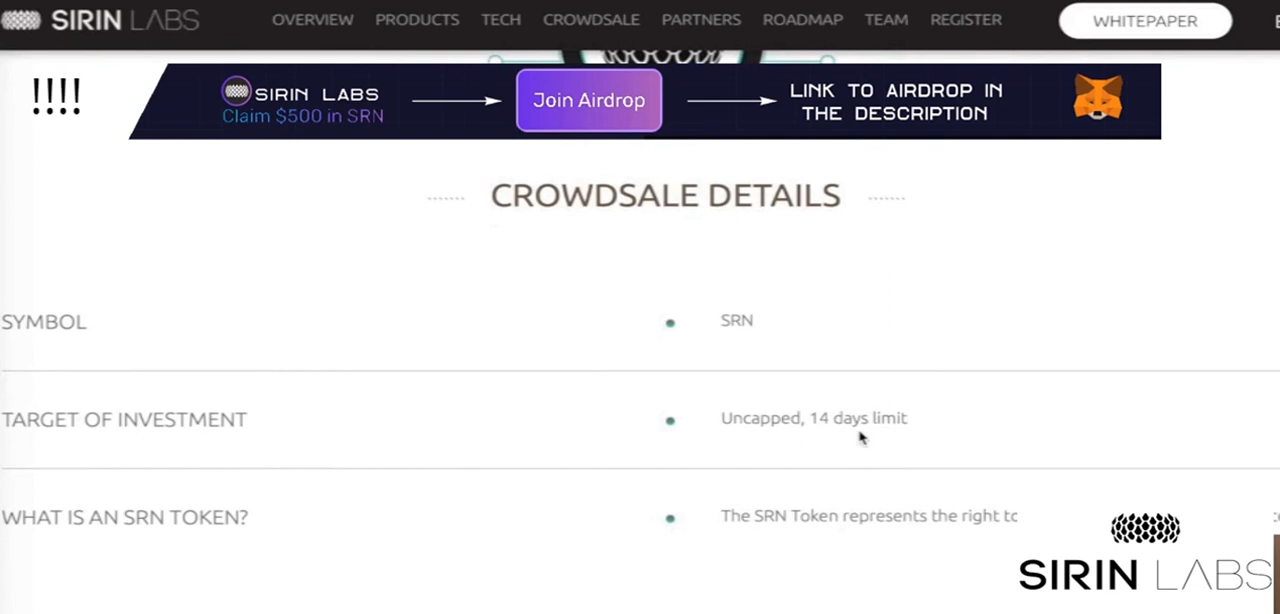 SIRIN LABS
OVERVIEW PRODUCTS TECH CROWDSALE PARTNERS ROADMAP TEAM REGISTER WHITEPAPER
!!!!
SIRIN LABS
Claim $500 in SRN
Join Airdrop
LINK TO AIRDROP IN
THE DESCRIPTION
CROWDSALE DETAILS
SYMBOL
SRN
TARGET OF INVESTMENT
Uncapped, 14 days limit
WHAT IS AN SRN TOKEN?
The SRN Token represents the right to
SIRIN LABS